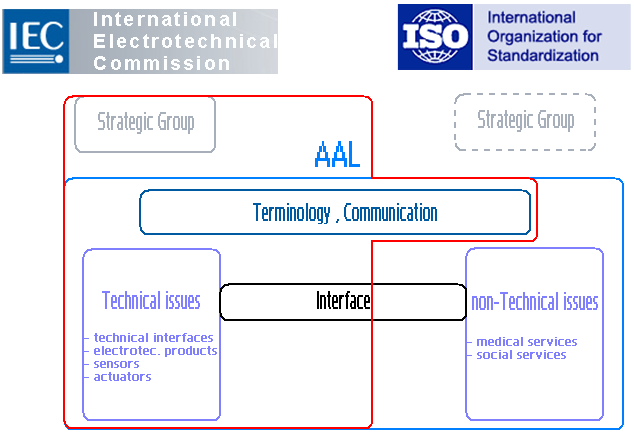 IEC
International
Electrotechnical
Commission
ISO
International
Organization for
Standardization
Strategic Group
Strategic Group
AAL
Terminology , Communication
Technical issues
- technical interfaces
- electrotec. products
- sensors
- actuators
Interface
non-Technical issues
- medical services
- social services